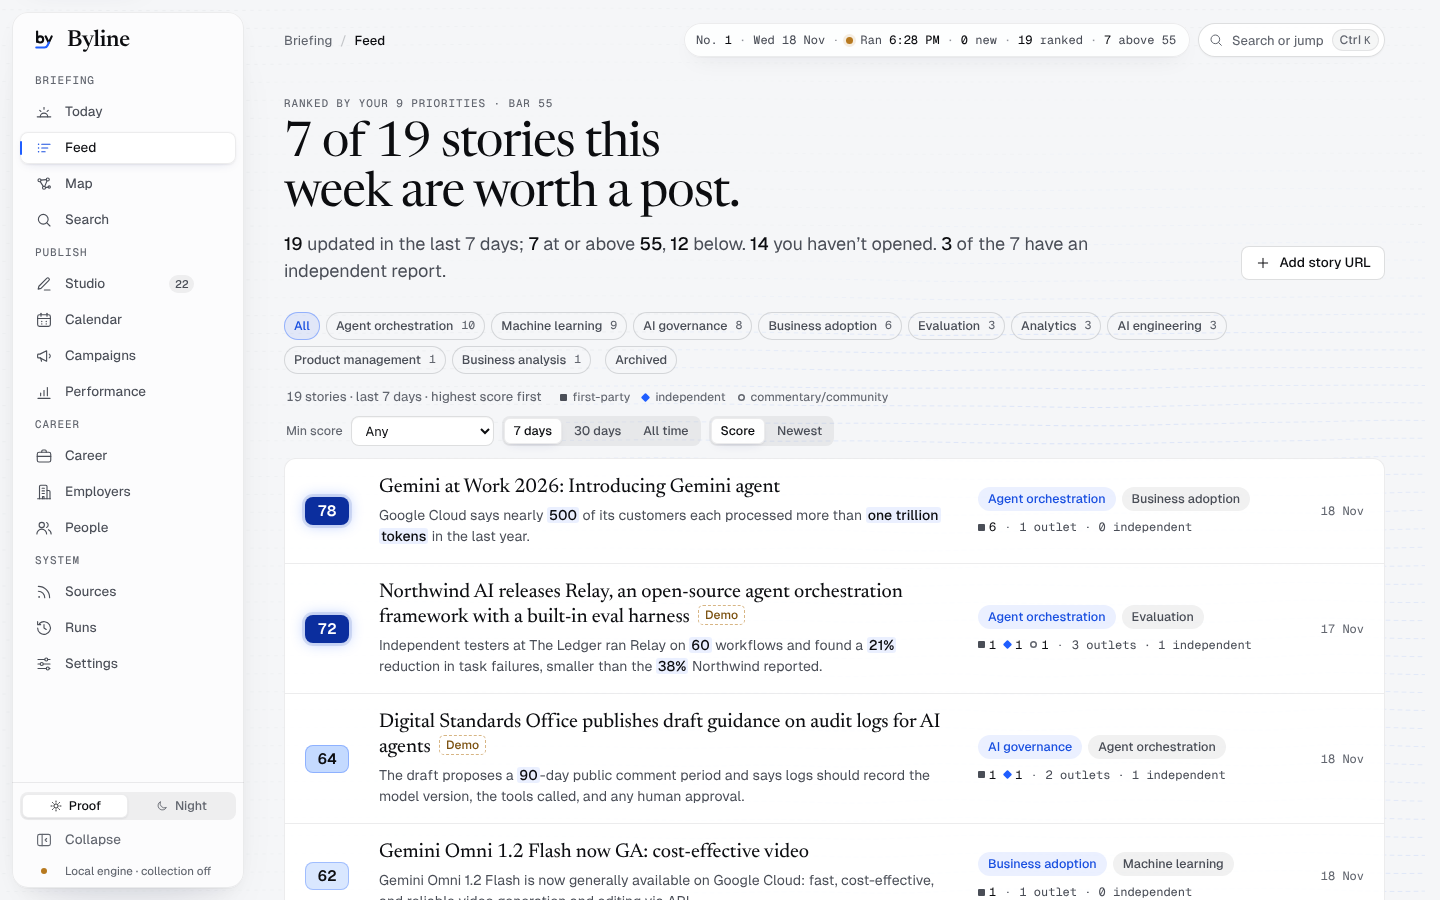 by Byline
BRIEFING
Today
Feed
Map
Search
PUBLISH
Studio 22
Calendar
Campaigns
Performance
CAREER
Career
Employers
People
SYSTEM
Sources
Runs
Settings
Proof Night
Collapse
Local engine · collection off
Briefing / Feed
No. 1 · Wed 18 Nov · Ran 6:28 PM · 0 new · 19 ranked · 7 above 55
Search or jump Ctrl K
RANKED BY YOUR 9 PRIORITIES · BAR 55
7 of 19 stories this
week are worth a post.
19 updated in the last 7 days; 7 at or above 55, 12 below. 14 you haven’t opened. 3 of the 7 have an
independent report.
Add story URL
All Agent orchestration 10 Machine learning 9 AI governance 8 Business adoption 6 Evaluation 3 Analytics 3 AI engineering 3
Product management 1 Business analysis 1 Archived
19 stories · last 7 days · highest score first first-party independent commentary/community
Min score Any 7 days 30 days All time Score Newest
78
Gemini at Work 2026: Introducing Gemini agent
Google Cloud says nearly 500 of its customers each processed more than one trillion
tokens in the last year.
Agent orchestration Business adoption
6 · 1 outlet · 0 independent
18 Nov
72
Northwind AI releases Relay, an open-source agent orchestration
framework with a built-in eval harness Demo
Independent testers at The Ledger ran Relay on 60 workflows and found a 21%
reduction in task failures, smaller than the 38% Northwind reported.
Agent orchestration Evaluation
1 1 1 · 3 outlets · 1 independent
17 Nov
64
Digital Standards Office publishes draft guidance on audit logs for AI
agents Demo
The draft proposes a 90-day public comment period and says logs should record the
model version, the tools called, and any human approval.
AI governance Agent orchestration
1 1 · 2 outlets · 1 independent
18 Nov
62
Gemini Omni 1.2 Flash now GA: cost-effective video
Gemini Omni 1.2 Flash is now generally available on Google Cloud: fast, cost-effective,
and reliable video generation and editing via API.
Business adoption Machine learning
1 · 1 outlet · 0 independent
18 Nov